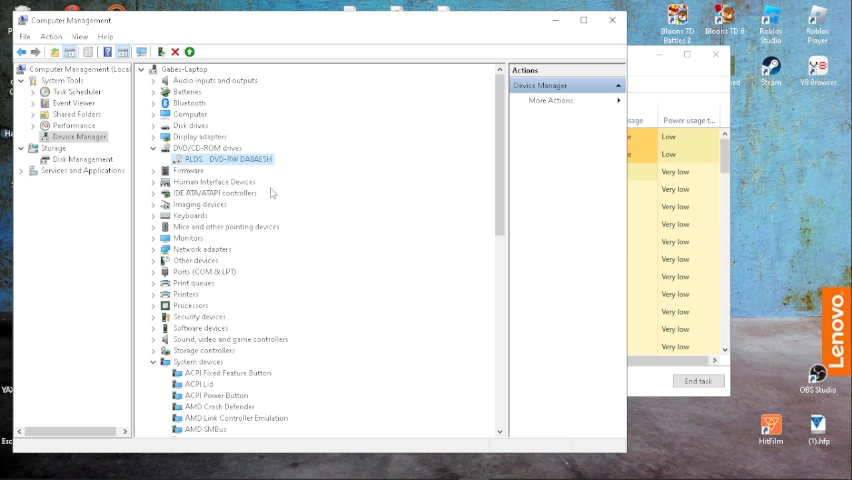 Computer Management
File Action View Help
Computer Management (Local
System Tools
Task Scheduler
Event Viewer
Shared Folders
Performance
Device Manager
Storage
Disk Management
Services and Applications
Gabes-Laptop
Audio inputs and outputs
Batteries
Bluetooth
Computer
Disk drives
Display adapters
DVD/CD-ROM drives
PLDS DVD-RW DA8AESH
Firmware
Human Interface Devices
IDE ATA/ATAPI controllers
Imaging devices
Keyboards
Mice and other pointing devices
Monitors
Network adapters
Other devices
Ports (COM & LPT)
Print queues
Printers
Processors
Security devices
Software devices
Sound, video and game controllers
Storage controllers
System devices
ACPI Fixed Feature Button
ACPI Lid
ACPI Power Button
AMD Crash Defender
AMD Link Controller Emulation
AMD SMBus
Actions
Device Manager
More Actions
Power usage t...
Low
Low
Very low
Very low
Very low
Very low
Very low
Very low
Very low
Very low
Very low
Very low
Very low
End task
Bloons TD
Battles 2
Bloons TD 6
Roblox
Studio
Roblox
Player
Steam
VB Browser
Lenovo
OBS Studio
HitFilm
(1).hfp